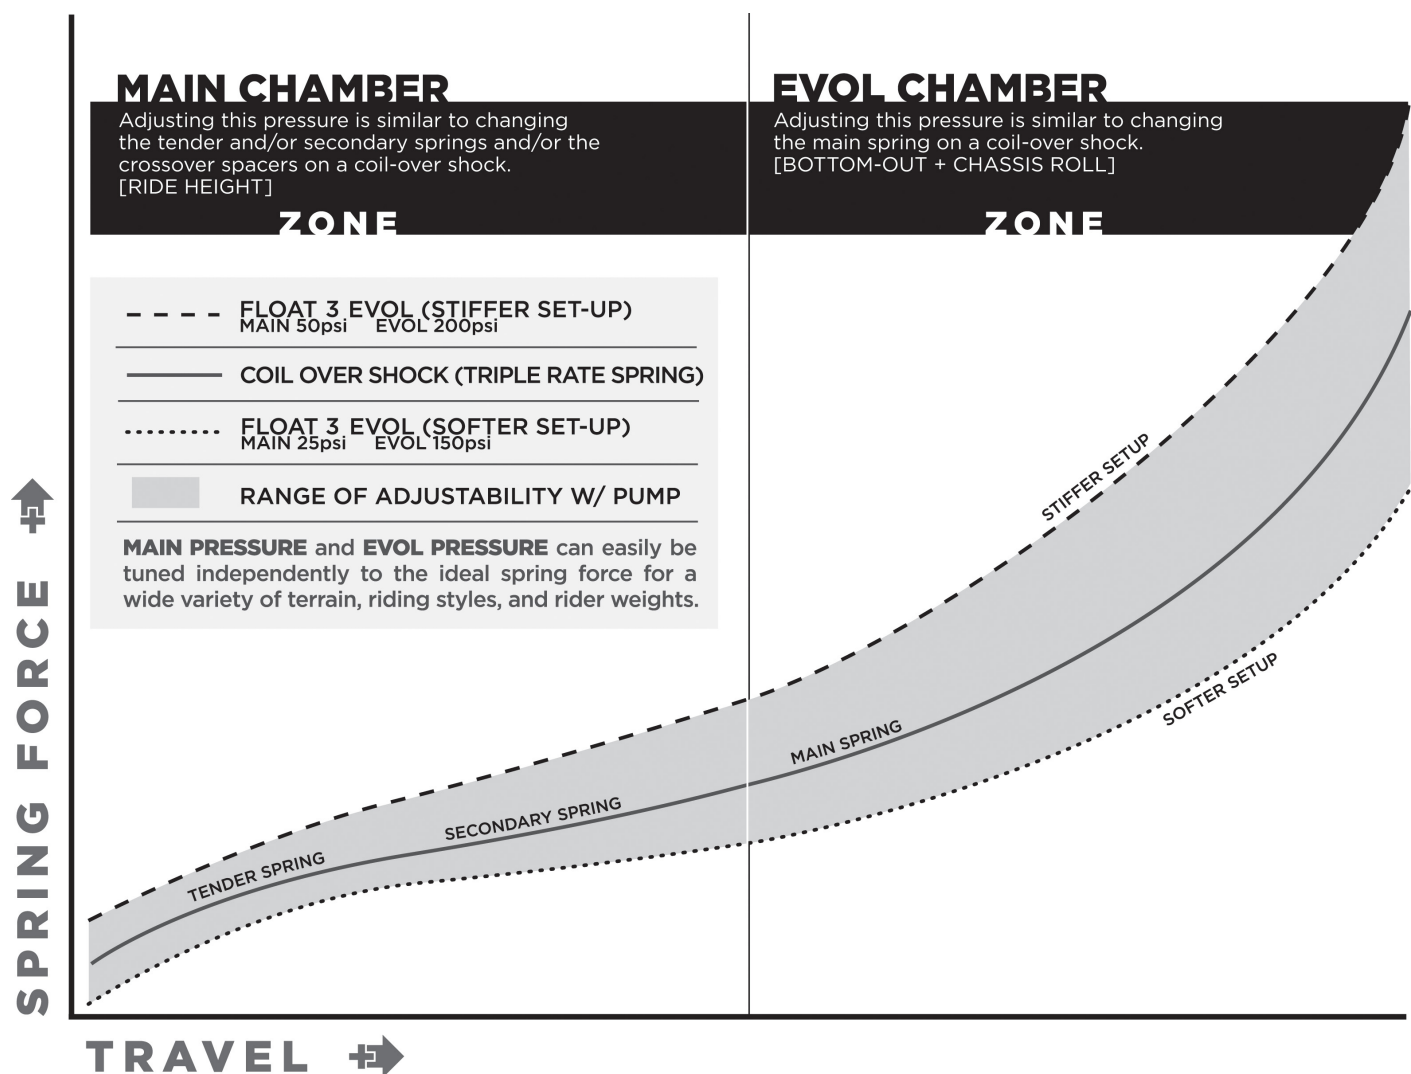 MAIN CHAMBER
Adjusting this pressure is similar to changing
the tender and/or secondary springs and/or the
crossover spacers on a coil-over shock.
[RIDE HEIGHT]
ZONE
EVOL CHAMBER
Adjusting this pressure is similar to changing
the main spring on a coil-over shock.
[BOTTOM-OUT + CHASSIS ROLL]
ZONE
FLOAT 3 EVOL (STIFFER SET-UP)
MAIN 50psi EVOL 200psi
COIL OVER SHOCK (TRIPLE RATE SPRING)
FLOAT 3 EVOL (SOFTER SET-UP)
MAIN 25psi EVOL 150psi
RANGE OF ADJUSTABILITY W/ PUMP
MAIN PRESSURE and EVOL PRESSURE can easily be
tuned independently to the ideal spring force for a
wide variety of terrain, riding styles, and rider weights.
STIFFER SETUP
SOFTER SETUP
MAIN SPRING
SECONDARY SPRING
TENDER SPRING
SPRING FORCE +
TRAVEL +